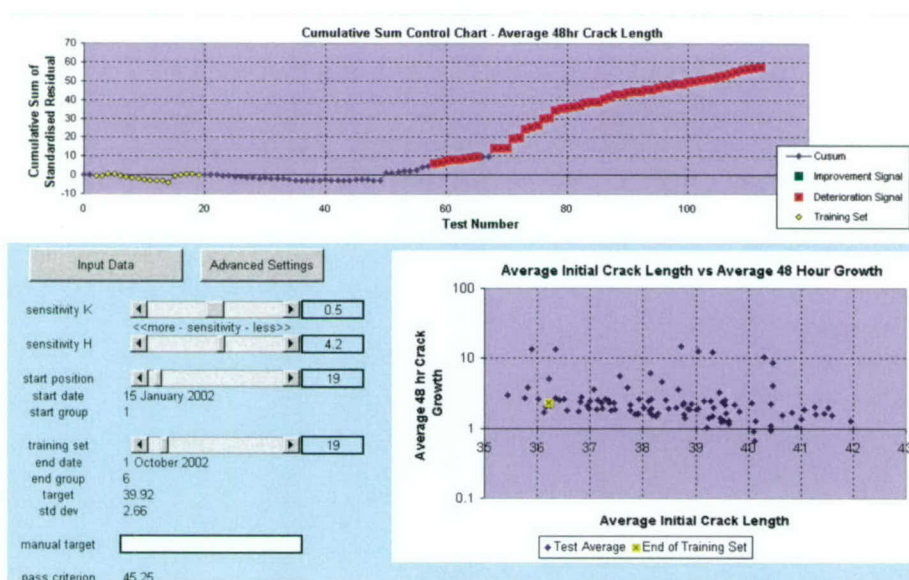 Cumulative Sum Control Chart - Average 48hr Crack Length
Cumulative Sum of
Standardised Residual
70
60
50
40
30
20
10
0
-10
0
20
40
60
80
100
Test Number
Cusum
Improvement Signal
Deterioration Signal
Training Set
Input Data
Advanced Settings
sensitivity K
0.5
<<more - sensitivity - less>>
sensitivity H
4.2
start position
19
start date
15 January 2002
start group
1
training set
19
end date
1 October 2002
end group
6
target
39.92
std dev
2.66
manual target
pass criterion
45.25
Average Initial Crack Length vs Average 48 Hour Growth
Average 48 hr Crack
Growth
100
10
1
0.1
35
36
37
38
39
40
41
42
43
Average Initial Crack Length
Test Average
End of Training Set